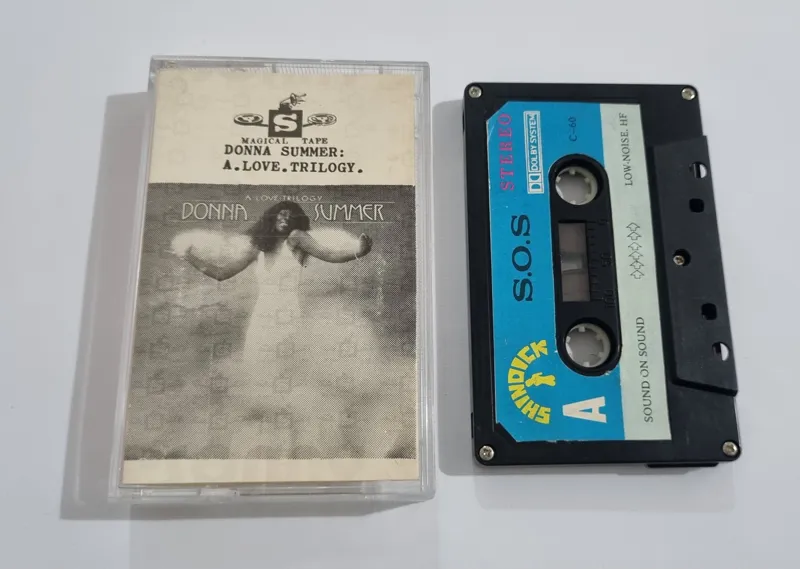 S
MAGICAL TAPE
DONNA SUMMER:
A.LOVE.TRILOGY.
A LOVE TRILOGY
DONNA SUMMER
STEREO
DOLBY SYSTEM
C-60
LOW-NOISE, HF
S.O.S
SHINDICK
A
SOUND ON SOUND